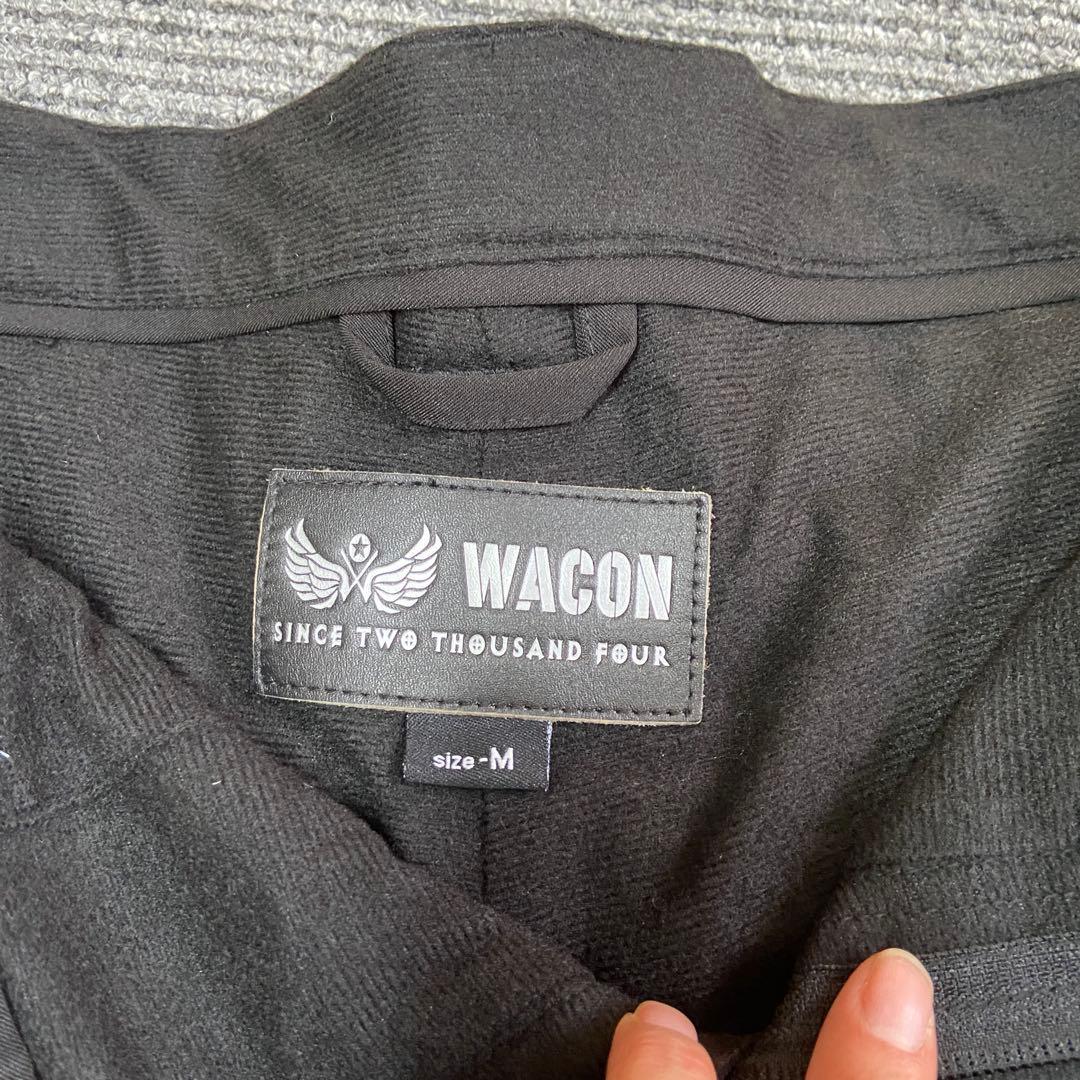 WACON
SINCE TWO THOUSAND FOUR
size - M